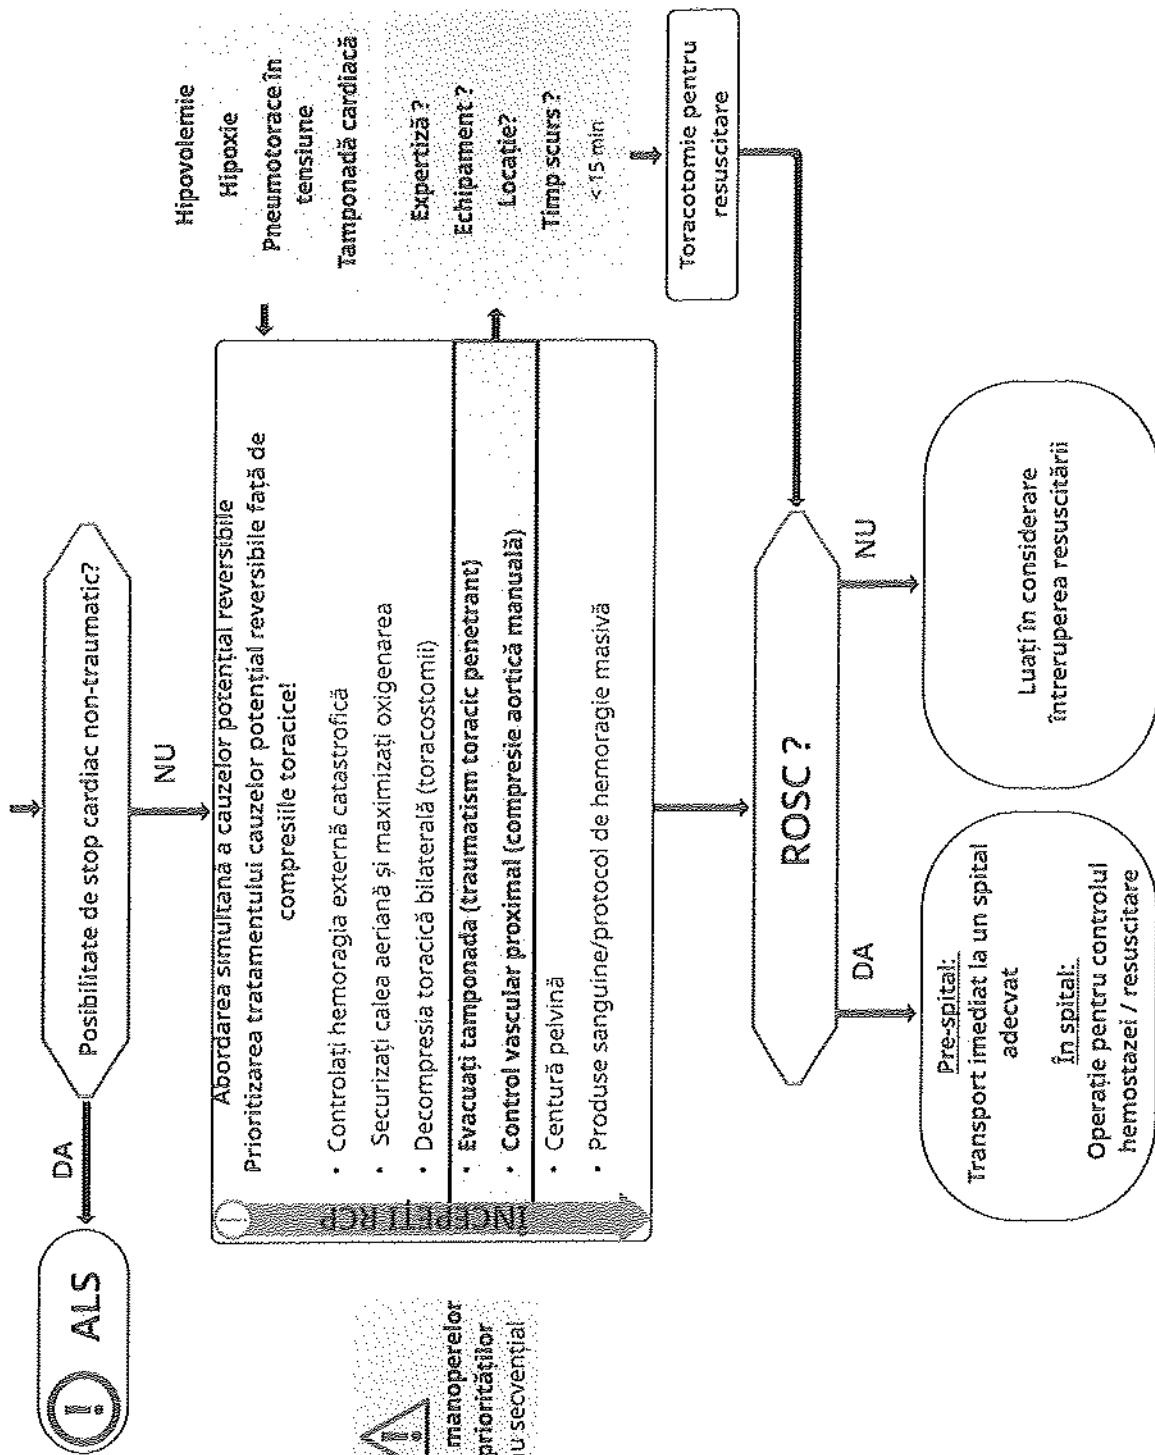 Posibilitate de stop cardiac non-traumatic?
DA
ALS
NU
Abordarea simultană a cauzelor potențial reversibile
Prioritizarea tratamentului cauzelor potențial reversibile față de
compresiile toracice!
• Controlați hemoragia externă catastrofică
• Securizați calea aeriană și maximizați oxigenarea
• Decompresia toracică bilaterală (toracostomii)
• Evacuați tamponada (traumatism toracic penetrant)
• Control vascular proximal (compresie aortică manuală)
• Centură pelvină
• Produse sanguine/protocol de hemoragie masivă
ÎNCEPEȚI RCP
manoperelor
priorităților
nu secvențial
Hipovolemie
Hipoxie
Pneumotorace în
tensiune
Tamponadă cardiacă
Expertiză ?
Echipament ?
Locație?
Timp scurs ?
< 15 min
Toracotomie pentru
resuscitare
ROSC ?
DA
NU
Pre-spital:
Transport imediat la un spital
adecvat
În spital:
Operație pentru controlul
hemostazei / resuscitare
Luați în considerare
întreruperea resuscitării